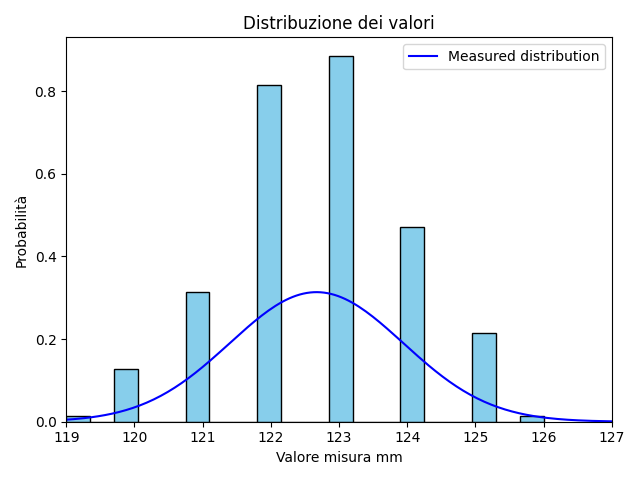 Distribuzione dei valori
Measured distribution
Probabilità
0.8
0.6
0.4
0.2
0.0
119 120 121 122 123 124 125 126 127
Valore misura mm